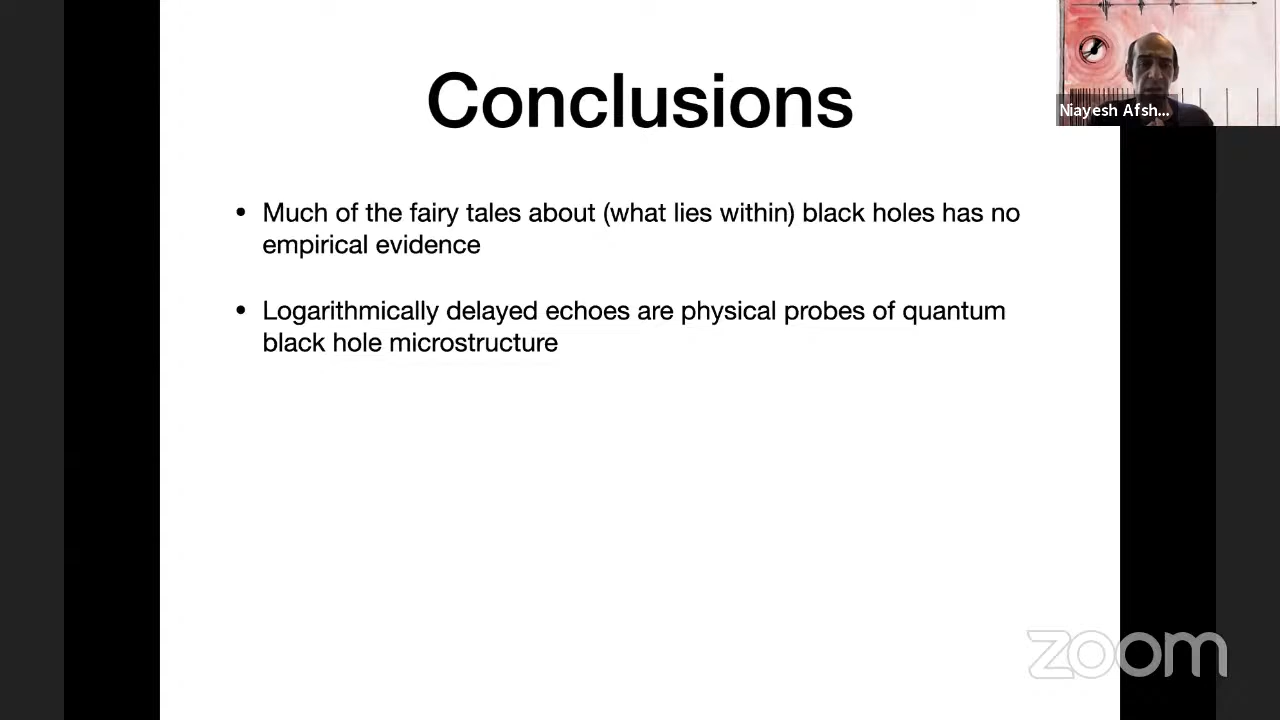 Conclusions
Niayesh Afsh...
• Much of the fairy tales about (what lies within) black holes has no
empirical evidence
• Logarithmically delayed echoes are physical probes of quantum
black hole microstructure
zoom